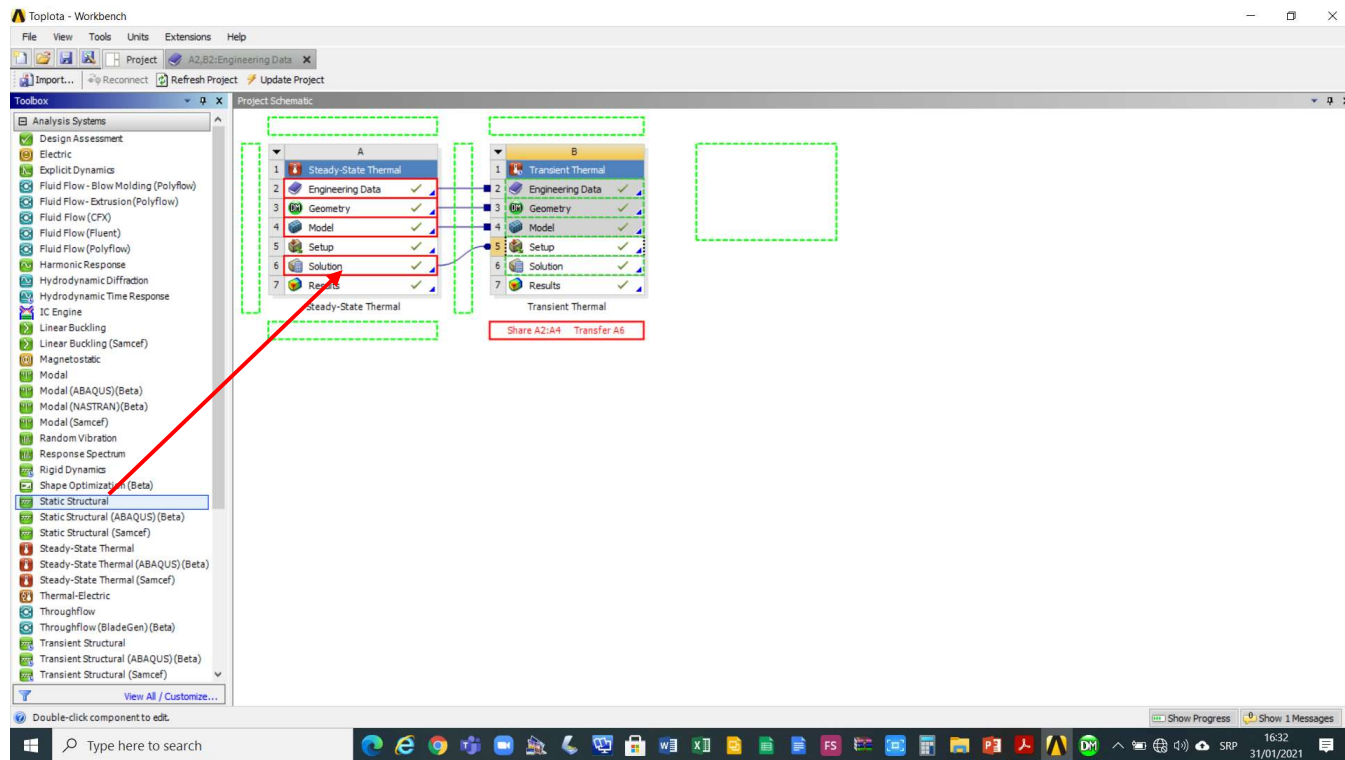 Toplota - Workbench
File View Tools Units Extensions Help
Project A2,B2:Engineering Data
Import... Reconnect Refresh Project Update Project
Toolbox
Project Schematic
Analysis Systems
Design Assessment
Electric
Explicit Dynamics
Fluid Flow - Blow Molding (Polyflow)
Fluid Flow- Extrusion(Polyflow)
Fluid Flow (CFX)
Fluid Flow (Fluent)
Fluid Flow (Polyflow)
Harmonic Response
Hydrodynamic Diffraction
Hydrodynamic Time Response
IC Engine
Linear Buckling
Linear Buckling (Samcef)
Magnetostatic
Modal
Modal (ABAQUS)(Beta)
Modal (NASTRAN)(Beta)
Modal (Samcef)
Random Vibration
Response Spectrum
Rigid Dynamics
Shape Optimization (Beta)
Static Structural
Static Structural (ABAQUS)(Beta)
Static Structural (Samcef)
Steady-State Thermal
Steady-State Thermal (ABAQUS)(Beta)
Steady-State Thermal (Samcef)
Thermal-Electric
Throughflow
Throughflow (BladeGen)(Beta)
Transient Structural
Transient Structural (ABAQUS)(Beta)
Transient Structural (Samcef)
View All / Customize...
A
1 Steady-State Thermal
2 Engineering Data
3 Geometry
4 Model
5 Setup
6 Solution
7 Results
Steady-State Thermal
B
1 Transient Thermal
2 Engineering Data
3 Geometry
4 Model
5 Setup
6 Solution
7 Results
Transient Thermal
Share A2:A4 Transfer A6
Double-click component to edit.
Show Progress Show 1 Messages
Type here to search
SRP
16:32
31/01/2021